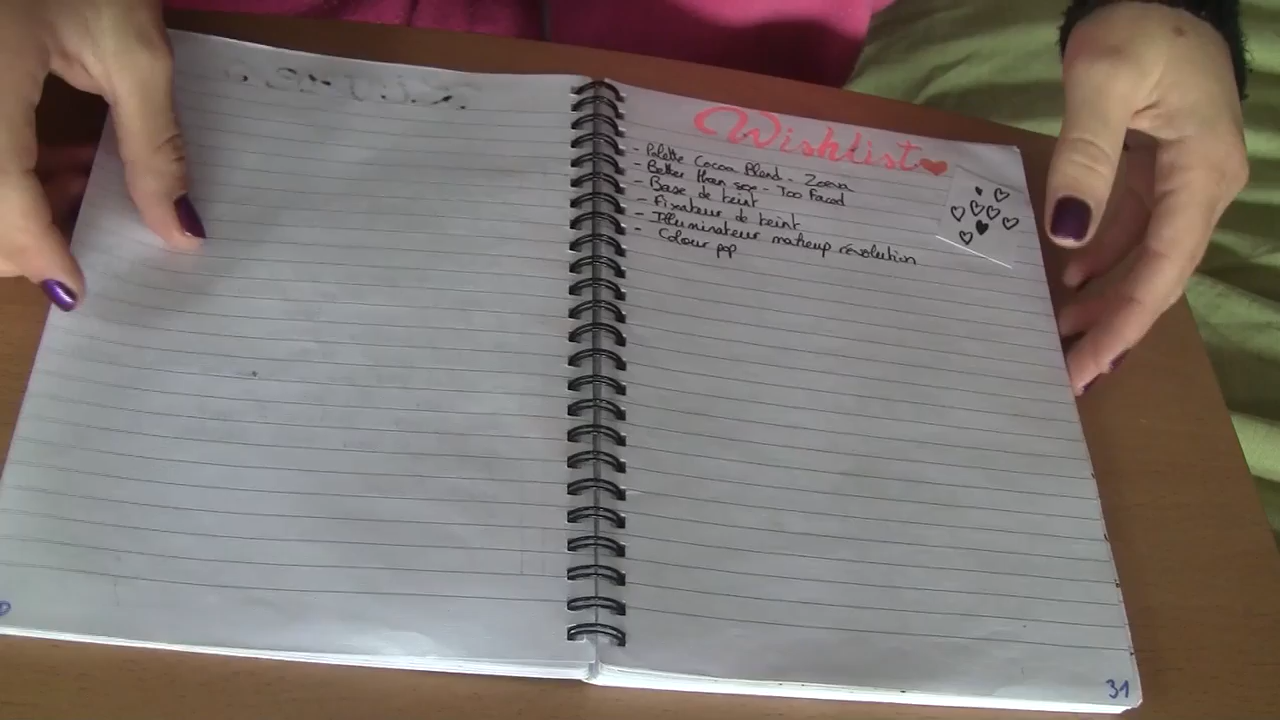 Wishlist
- Palette Cocoa Blend - Zoeva
- Better than sex - Too Faced
- Base de teint
- Fixateur de teint
- Illuminateur makeup révolution
- Colour pop
31